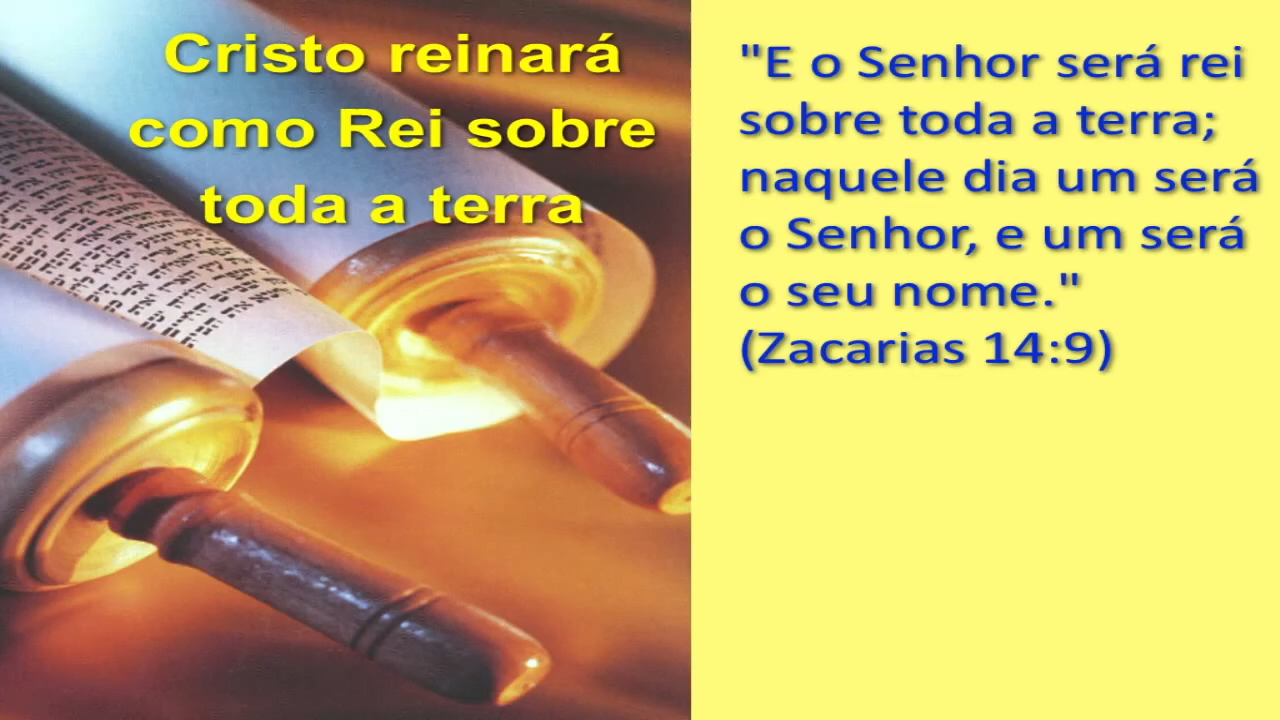 Cristo reinará
como Rei sobre
toda a terra
"E o Senhor será rei
sobre toda a terra;
naquele dia um será
o Senhor, e um será
o seu nome."
(Zacarias 14:9)